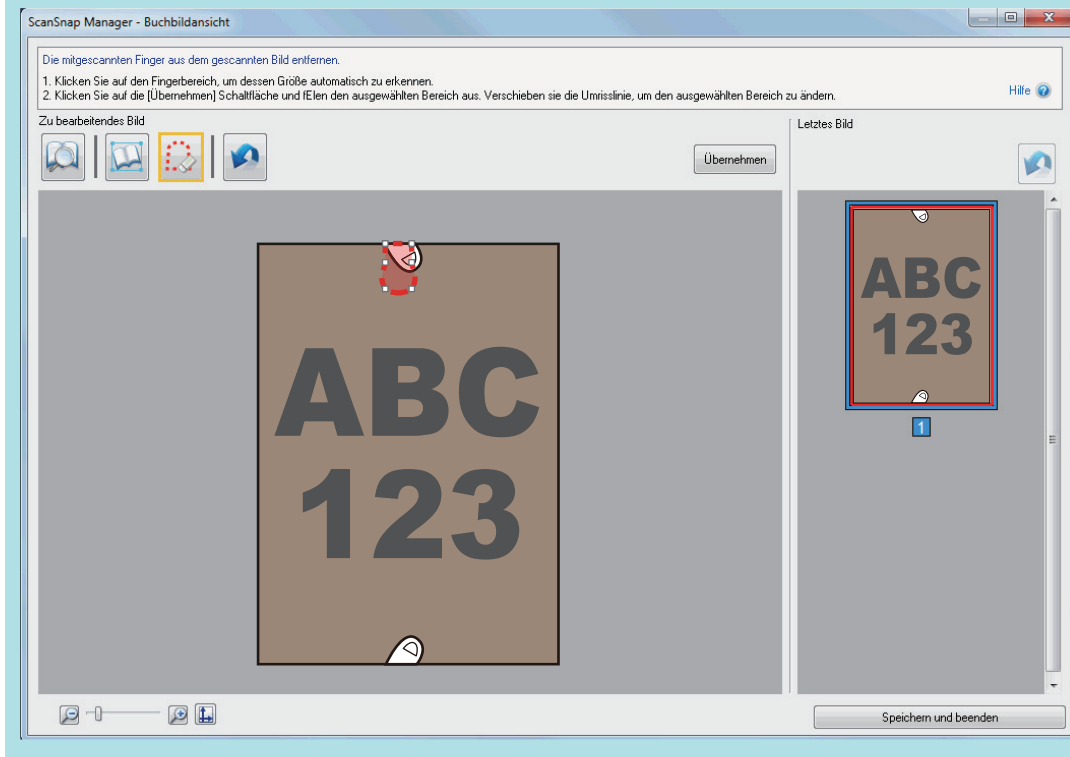 ScanSnap Manager - Buchbildansicht
Die mitgescannten Finger aus dem gescannten Bild entfernen.
1. Klicken Sie auf den Fingerbereich, um dessen Größe automatisch zu erkennen.
2. Klicken Sie auf die [Übernehmen] Schaltfläche und fElen den ausgewählten Bereich aus. Verschieben sie die Umrisslinie, um den ausgewählten Bereich zu ändern.
Hilfe
Zu bearbeitendes Bild
Übernehmen
ABC
123
Letztes Bild
ABC
123
1
Speichern und beenden